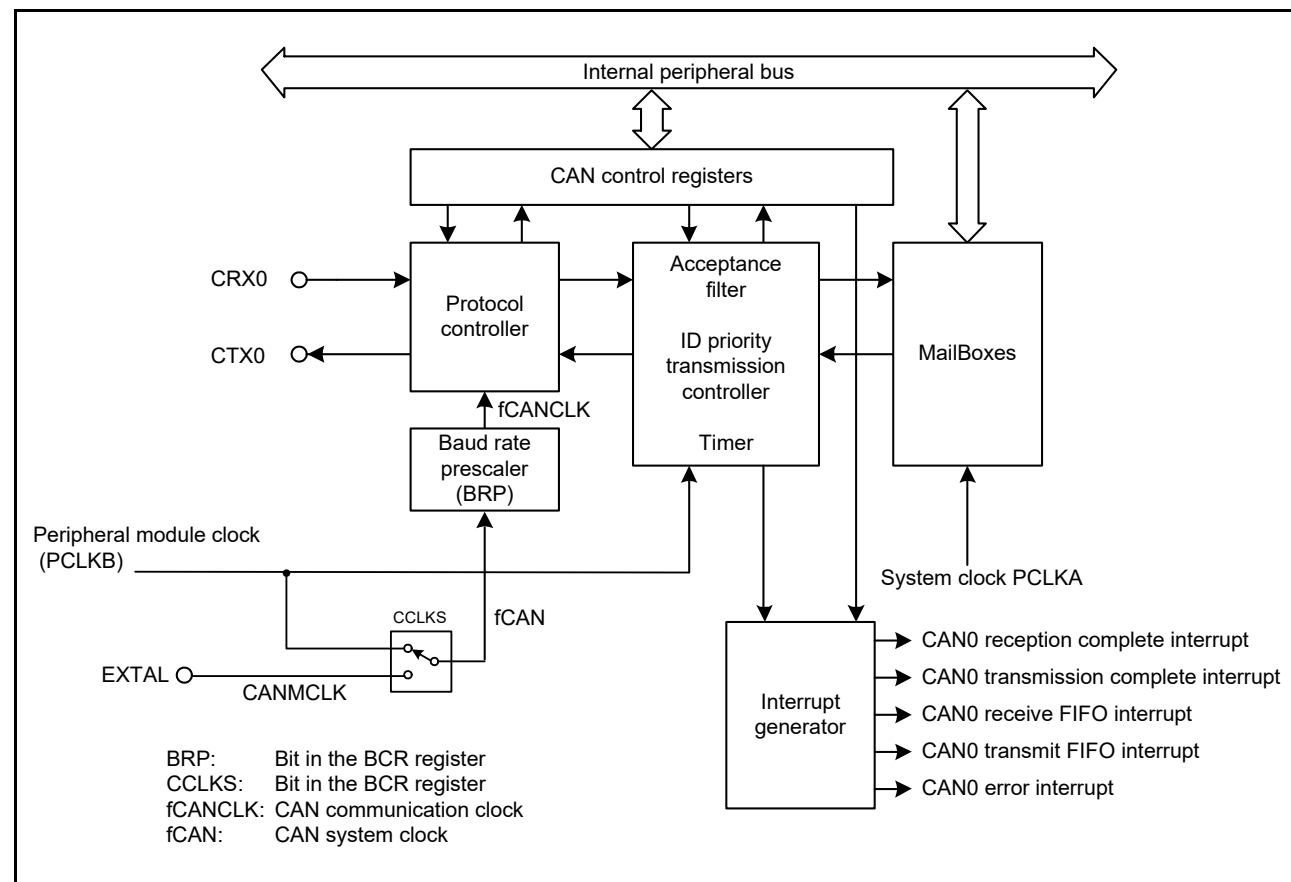 Internal peripheral bus
CAN control registers
CRX0
CTX0
Protocol
controller
Acceptance
filter
ID priority
transmission
controller
Timer
MailBoxes
fCANCLK
Baud rate
prescaler
(BRP)
Peripheral module clock
(PCLKB)
System clock PCLKA
CCLKS
fCAN
EXTAL
CANMCLK
Interrupt
generator
CAN0 reception complete interrupt
CAN0 transmission complete interrupt
CAN0 receive FIFO interrupt
CAN0 transmit FIFO interrupt
CAN0 error interrupt
BRP: Bit in the BCR register
CCLKS: Bit in the BCR register
fCANCLK: CAN communication clock
fCAN: CAN system clock